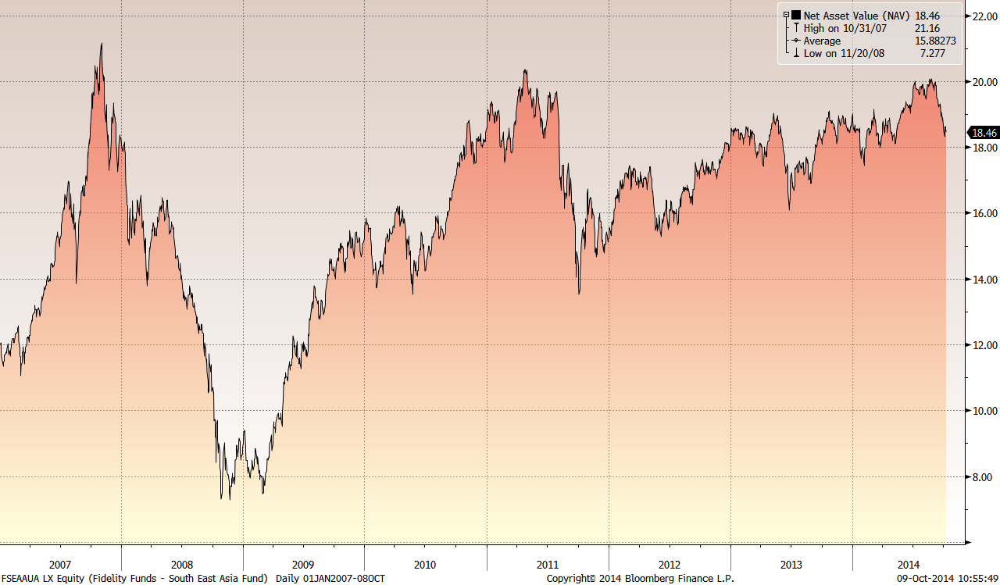 Net Asset Value (NAV) 18.46
High on 10/31/07 21.16
Average 15.88273
Low on 11/20/08 7.277
22.00
20.00
18.46
18.00
16.00
14.00
12.00
10.00
8.00
2007 2008 2009 2010 2011 2012 2013 2014
FSEAAUA LX Equity (Fidelity Funds - South East Asia Fund) Daily 01JAN2007-08OCT Copyright© 2014 Bloomberg Finance L.P. 09-Oct-2014 10:55:49